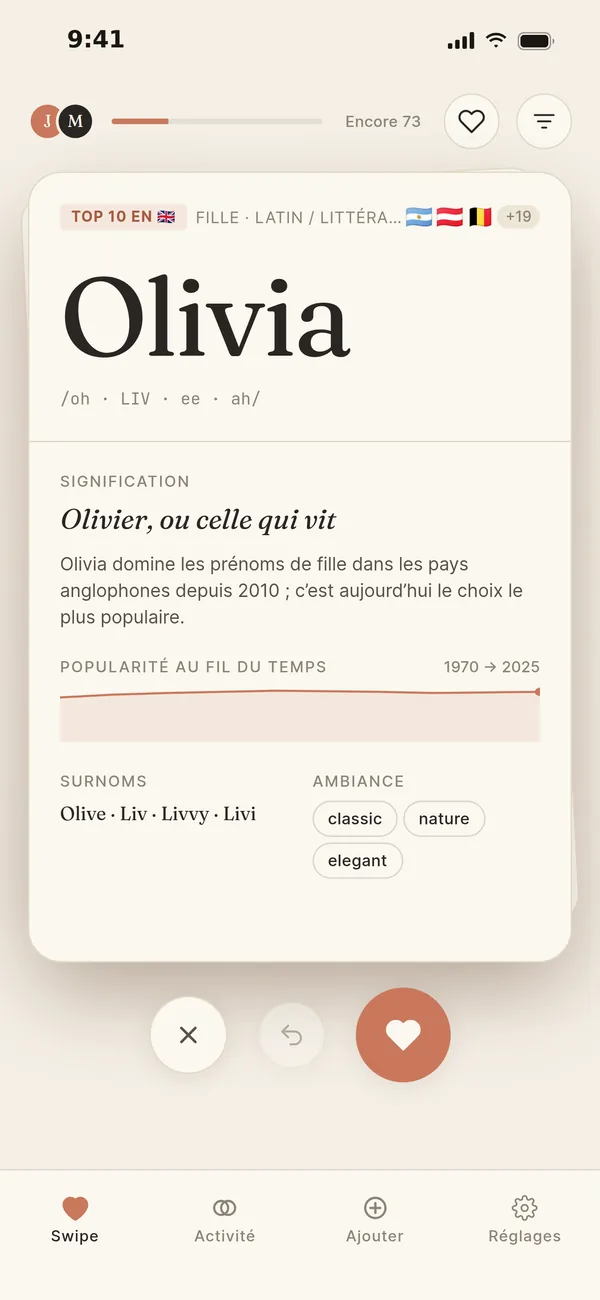 9:41
J M Encore 73
TOP 10 EN 🇬🇧 FILLE · LATIN / LITTÉRA... 🇦🇷 🇦🇹 🇧🇪 +19
Olivia
/oh · LIV · ee · ah/
SIGNIFICATION
Olivier, ou celle qui vit
Olivia domine les prénoms de fille dans les pays
anglophones depuis 2010 ; c’est aujourd’hui le choix le
plus populaire.
POPULARITÉ AU FIL DU TEMPS 1970 → 2025
SURNOMS AMBIANCE
Olive · Liv · Livvy · Livi classic nature
elegant
Swipe Activité Ajouter Réglages